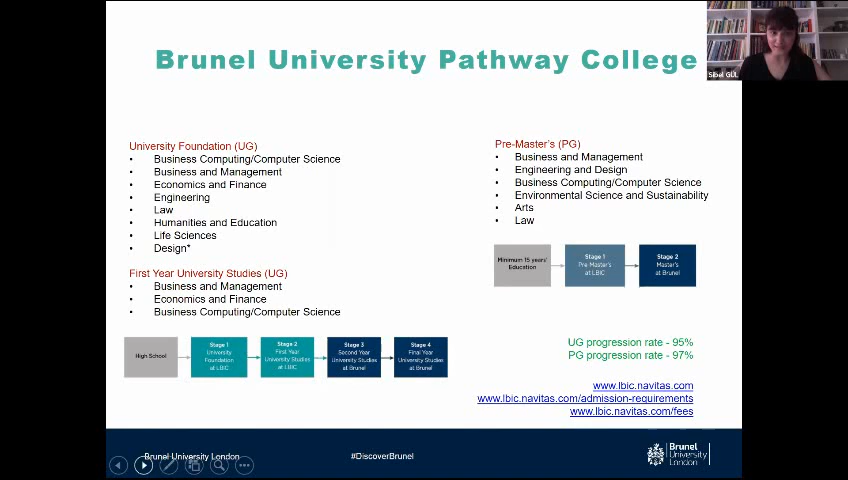 Brunel University Pathway College
Sibel GÜL
University Foundation (UG)
• Business Computing/Computer Science
• Business and Management
• Economics and Finance
• Engineering
• Law
• Humanities and Education
• Life Sciences
• Design*
First Year University Studies (UG)
• Business and Management
• Economics and Finance
• Business Computing/Computer Science
High School
Stage 1
University
Foundation
at LBIC
Stage 2
First Year
University Studies
at LBIC
Stage 3
Second Year
University Studies
at Brunel
Stage 4
Final Year
University Studies
at Brunel
Pre-Master's (PG)
• Business and Management
• Engineering and Design
• Business Computing/Computer Science
• Environmental Science and Sustainability
• Arts
• Law
Minimum 15 years'
Education
Stage 1
Pre Master's
at LBIC
Stage 2
Master's
at Brunel
UG progression rate - 95%
PG progression rate - 97%
www.lbic.navitas.com
www.lbic.navitas.com/admission-requirements
www.lbic.navitas.com/fees
Brunel University London
#DiscoverBrunel
Brunel
University
London